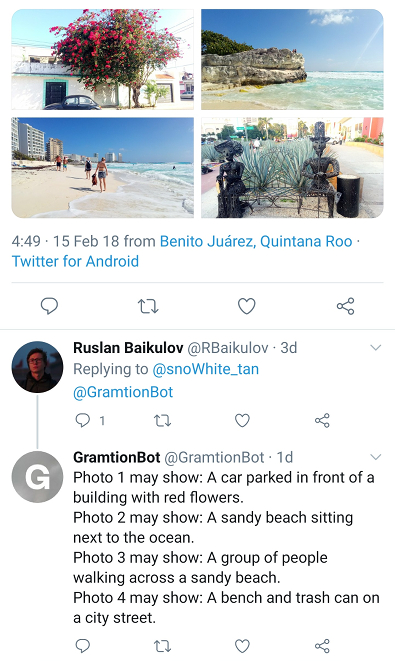 4:49 · 15 Feb 18 from Benito Juárez, Quintana Roo ·
Twitter for Android
Ruslan Baikulov @RBaikulov · 3d
Replying to @snoWhite_tan
@GramtionBot
1
G
GramtionBot @GramtionBot · 1d
Photo 1 may show: A car parked in front of a
building with red flowers.
Photo 2 may show: A sandy beach sitting
next to the ocean.
Photo 3 may show: A group of people
walking across a sandy beach.
Photo 4 may show: A bench and trash can on
a city street.